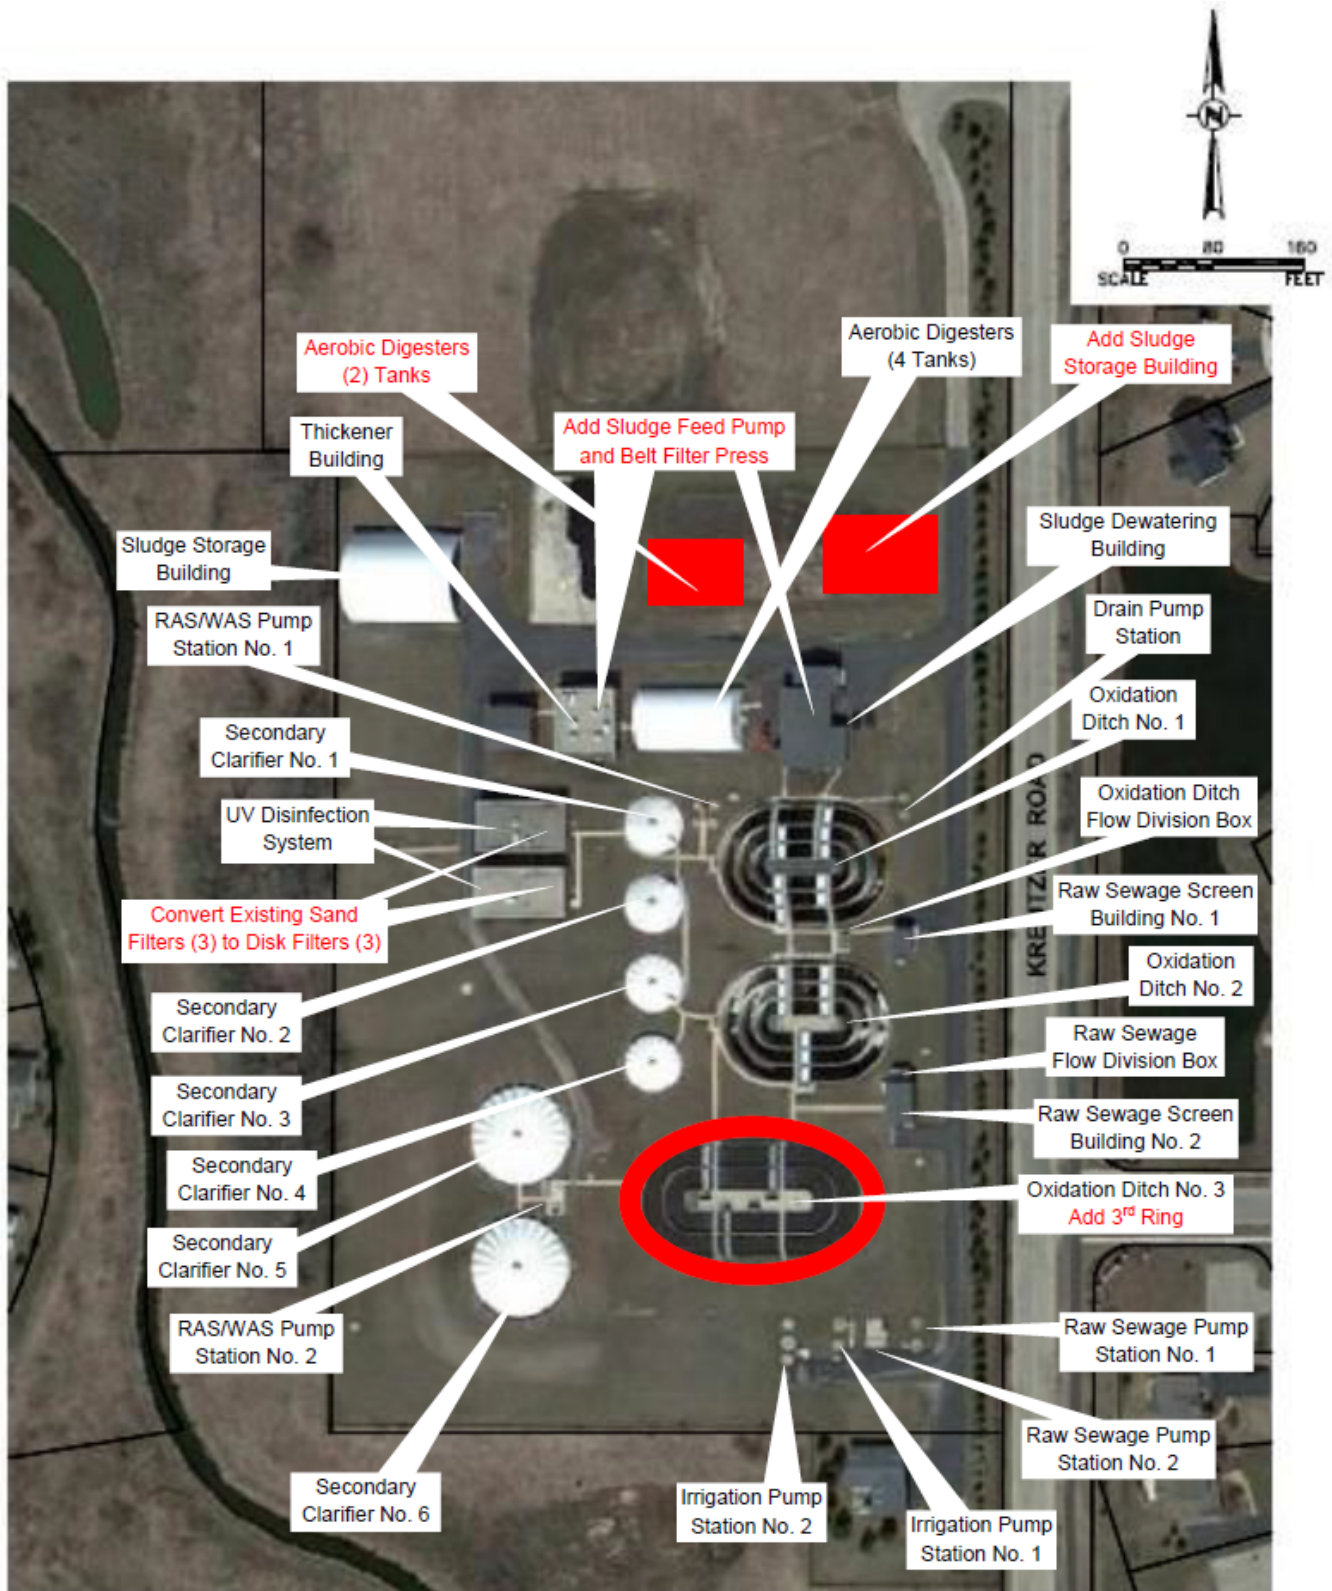 N
0 80 160
SCALE FEET
Aerobic Digesters
(2) Tanks
Aerobic Digesters
(4 Tanks)
Add Sludge
Storage Building
Thickener
Building
Add Sludge Feed Pump
and Belt Filter Press
Sludge Storage
Building
Sludge Dewatering
Building
RAS/WAS Pump
Station No. 1
Drain Pump
Station
Oxidation
Ditch No. 1
Secondary
Clarifier No. 1
Oxidation Ditch
Flow Division Box
UV Disinfection
System
KREITZER ROAD
Raw Sewage Screen
Building No. 1
Convert Existing Sand
Filters (3) to Disk Filters (3)
Oxidation
Ditch No. 2
Secondary
Clarifier No. 2
Raw Sewage
Flow Division Box
Secondary
Clarifier No. 3
Raw Sewage Screen
Building No. 2
Secondary
Clarifier No. 4
Oxidation Ditch No. 3
Add 3rd Ring
Secondary
Clarifier No. 5
RAS/WAS Pump
Station No. 2
Raw Sewage Pump
Station No. 1
Raw Sewage Pump
Station No. 2
Secondary
Clarifier No. 6
Irrigation Pump
Station No. 2
Irrigation Pump
Station No. 1